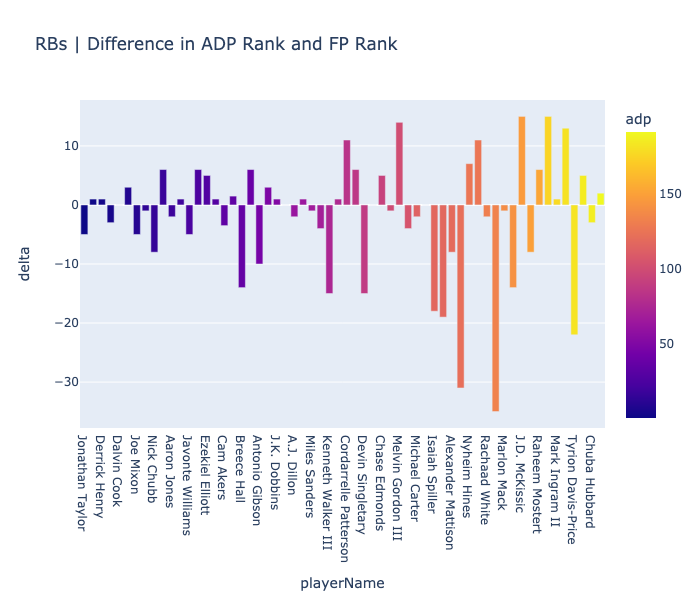 RBs | Difference in ADP Rank and FP Rank
adp
10
0
−10
−20
−30
delta
150
100
50
Jonathan Taylor
Derrick Henry
Dalvin Cook
Joe Mixon
Nick Chubb
Aaron Jones
Javonte Williams
Ezekiel Elliott
Cam Akers
Breece Hall
Antonio Gibson
J.K. Dobbins
A.J. Dillon
Miles Sanders
Kenneth Walker III
Cordarrelle Patterson
Devin Singletary
Chase Edmonds
Melvin Gordon III
Michael Carter
Isaiah Spiller
Alexander Mattison
Nyheim Hines
Rachaad White
Marlon Mack
J.D. McKissic
Raheem Mostert
Mark Ingram II
Tyrion Davis-Price
Chuba Hubbard
playerName